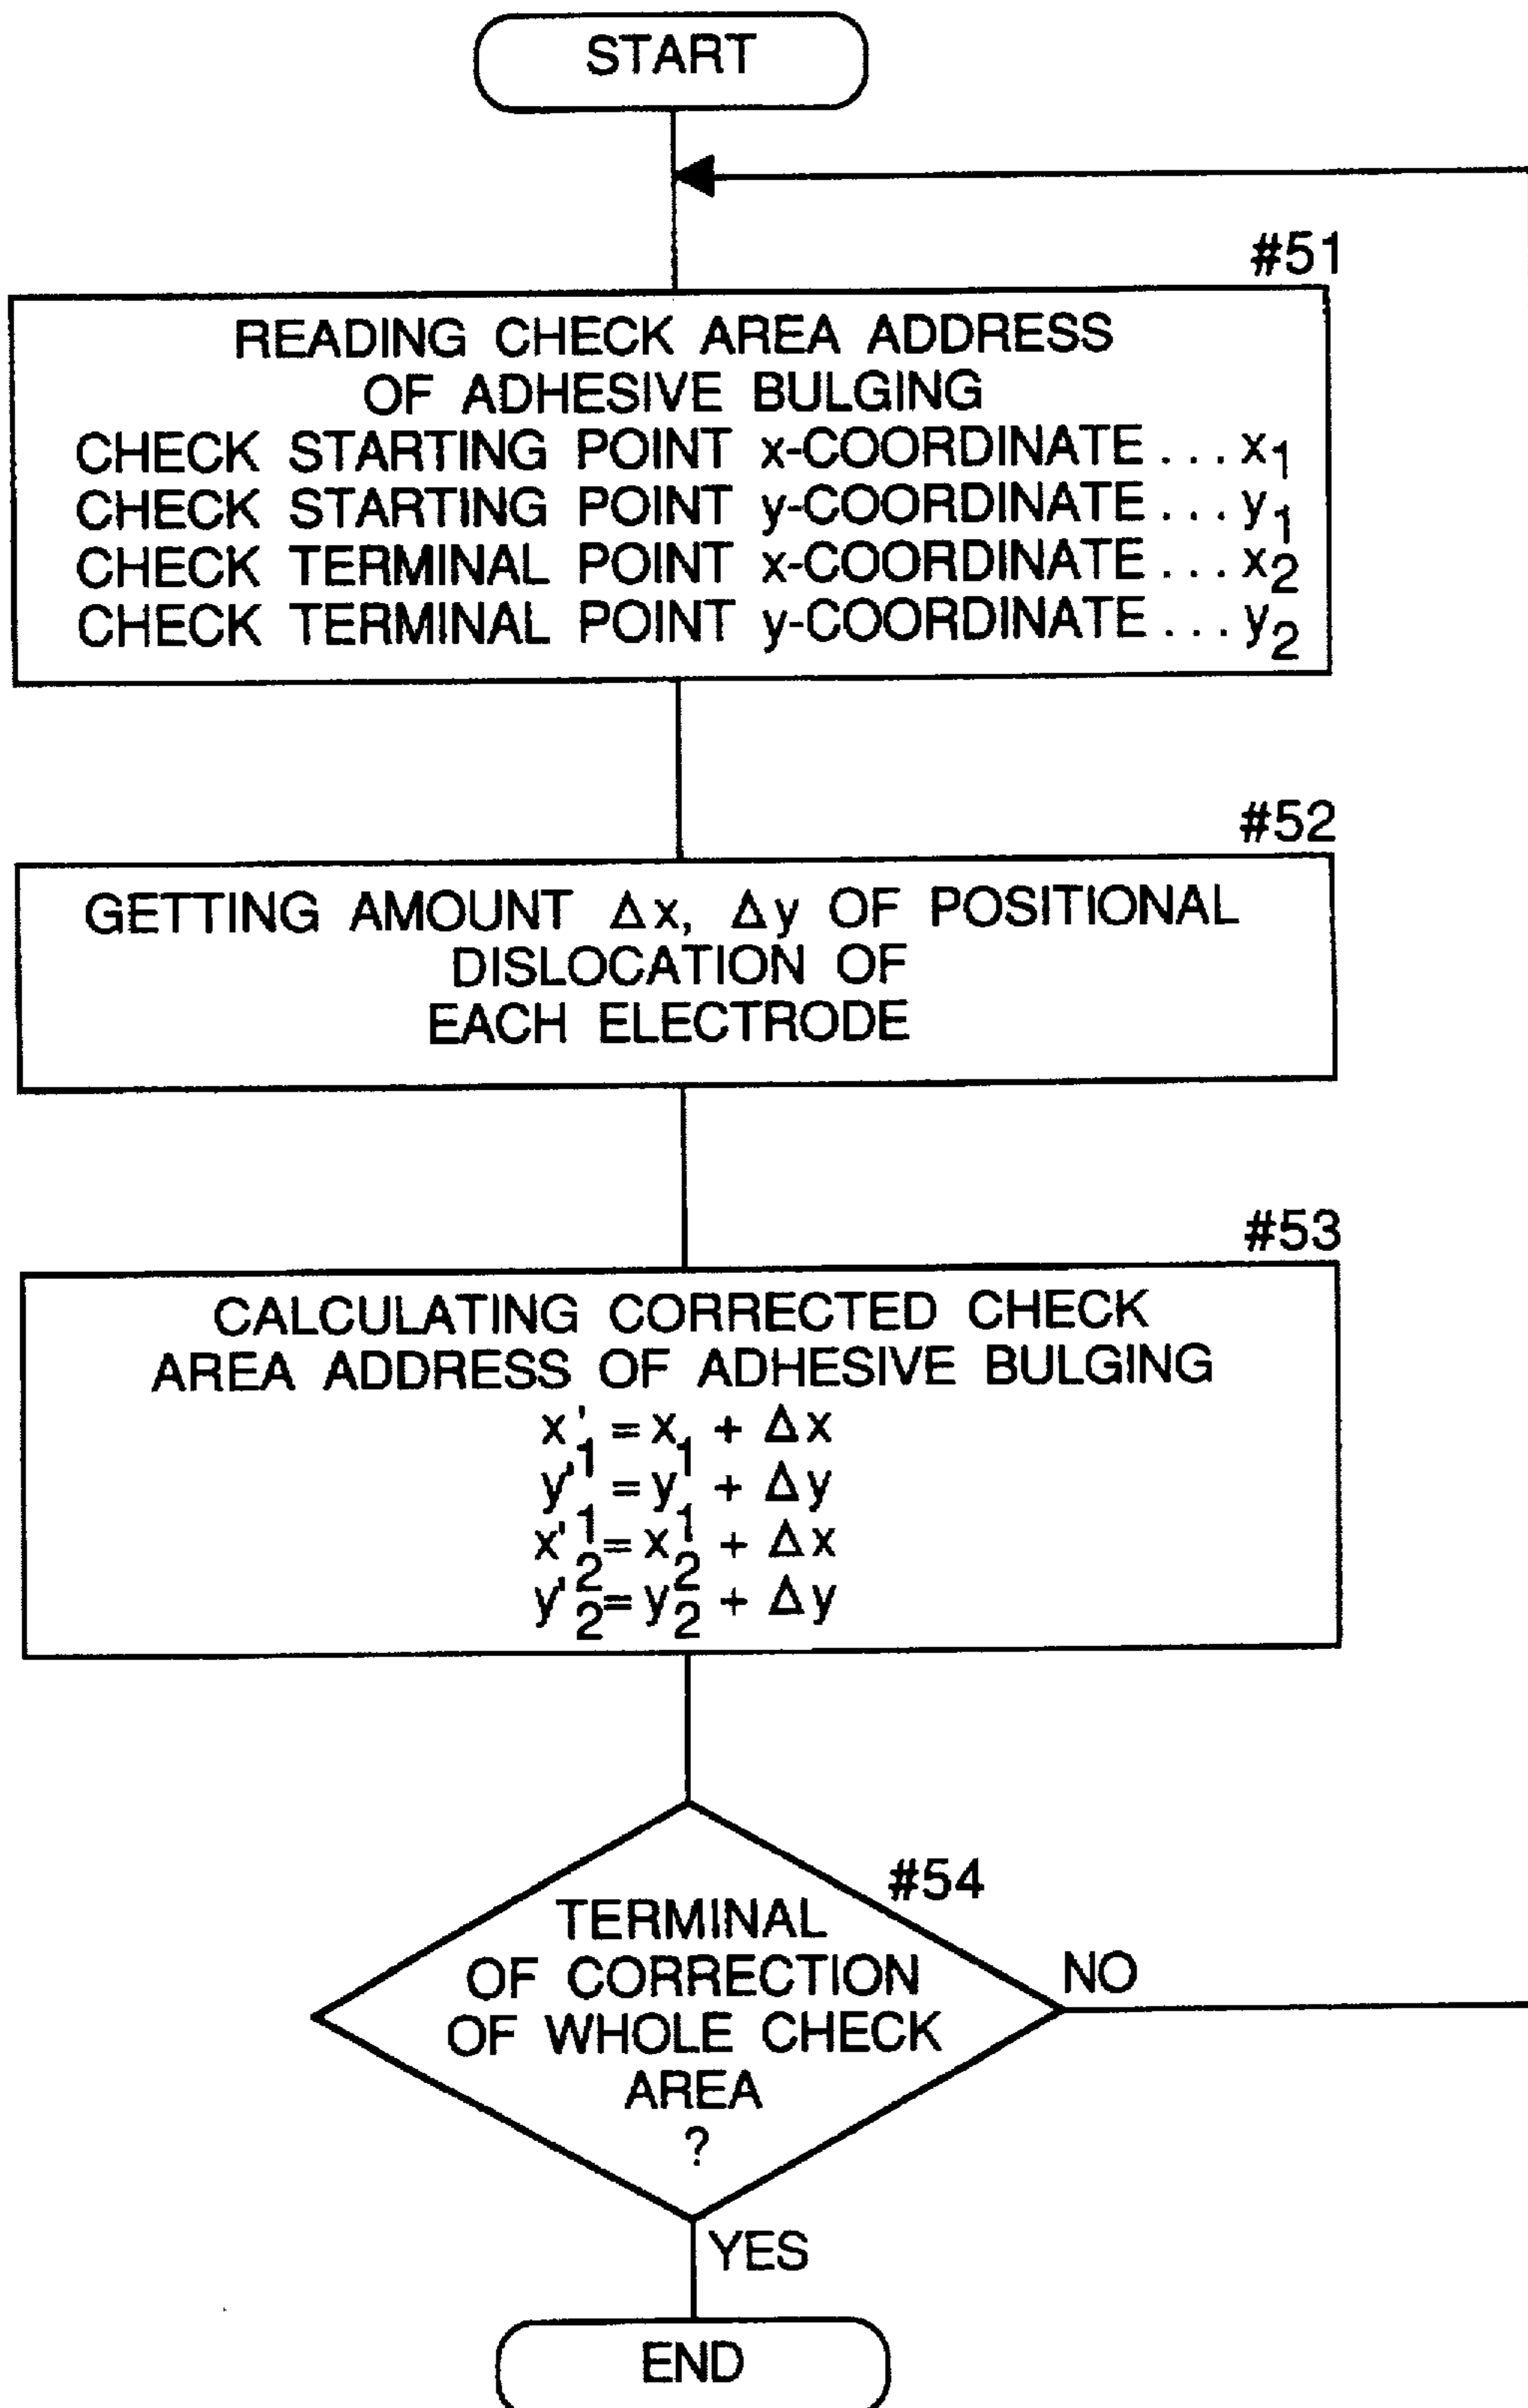 START
#51
READING CHECK AREA ADDRESS
OF ADHESIVE BULGING
CHECK STARTING POINT x-COORDINATE...x₁
CHECK STARTING POINT y-COORDINATE...y₁
CHECK TERMINAL POINT x-COORDINATE...x₂
CHECK TERMINAL POINT y-COORDINATE...y₂
#52
GETTING AMOUNT Δx, Δy OF POSITIONAL
DISLOCATION OF
EACH ELECTRODE
#53
CALCULATING CORRECTED CHECK
AREA ADDRESS OF ADHESIVE BULGING
x'₁ = x₁ + Δx
y'₁ = y₁ + Δy
x'₂ = x₂ + Δx
y'₂ = y₂ + Δy
#54
TERMINAL
OF CORRECTION
OF WHOLE CHECK
AREA
?
NO
YES
END